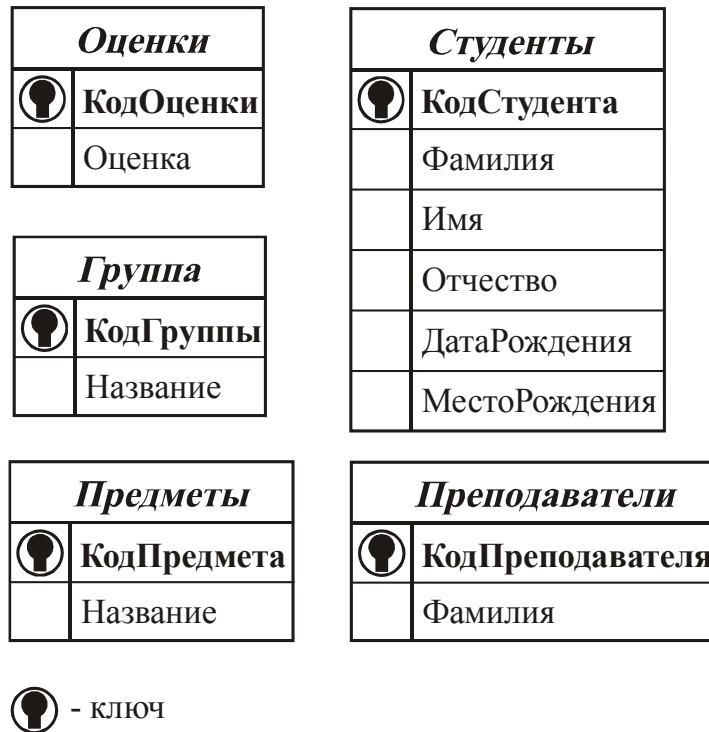 Оценки
КодОценки
Оценка
Группа
КодГруппы
Название
Предметы
КодПредмета
Название
Студенты
КодСтудента
Фамилия
Имя
Отчество
ДатаРождения
МестоРождения
Преподаватели
КодПреподавателя
Фамилия
- ключ